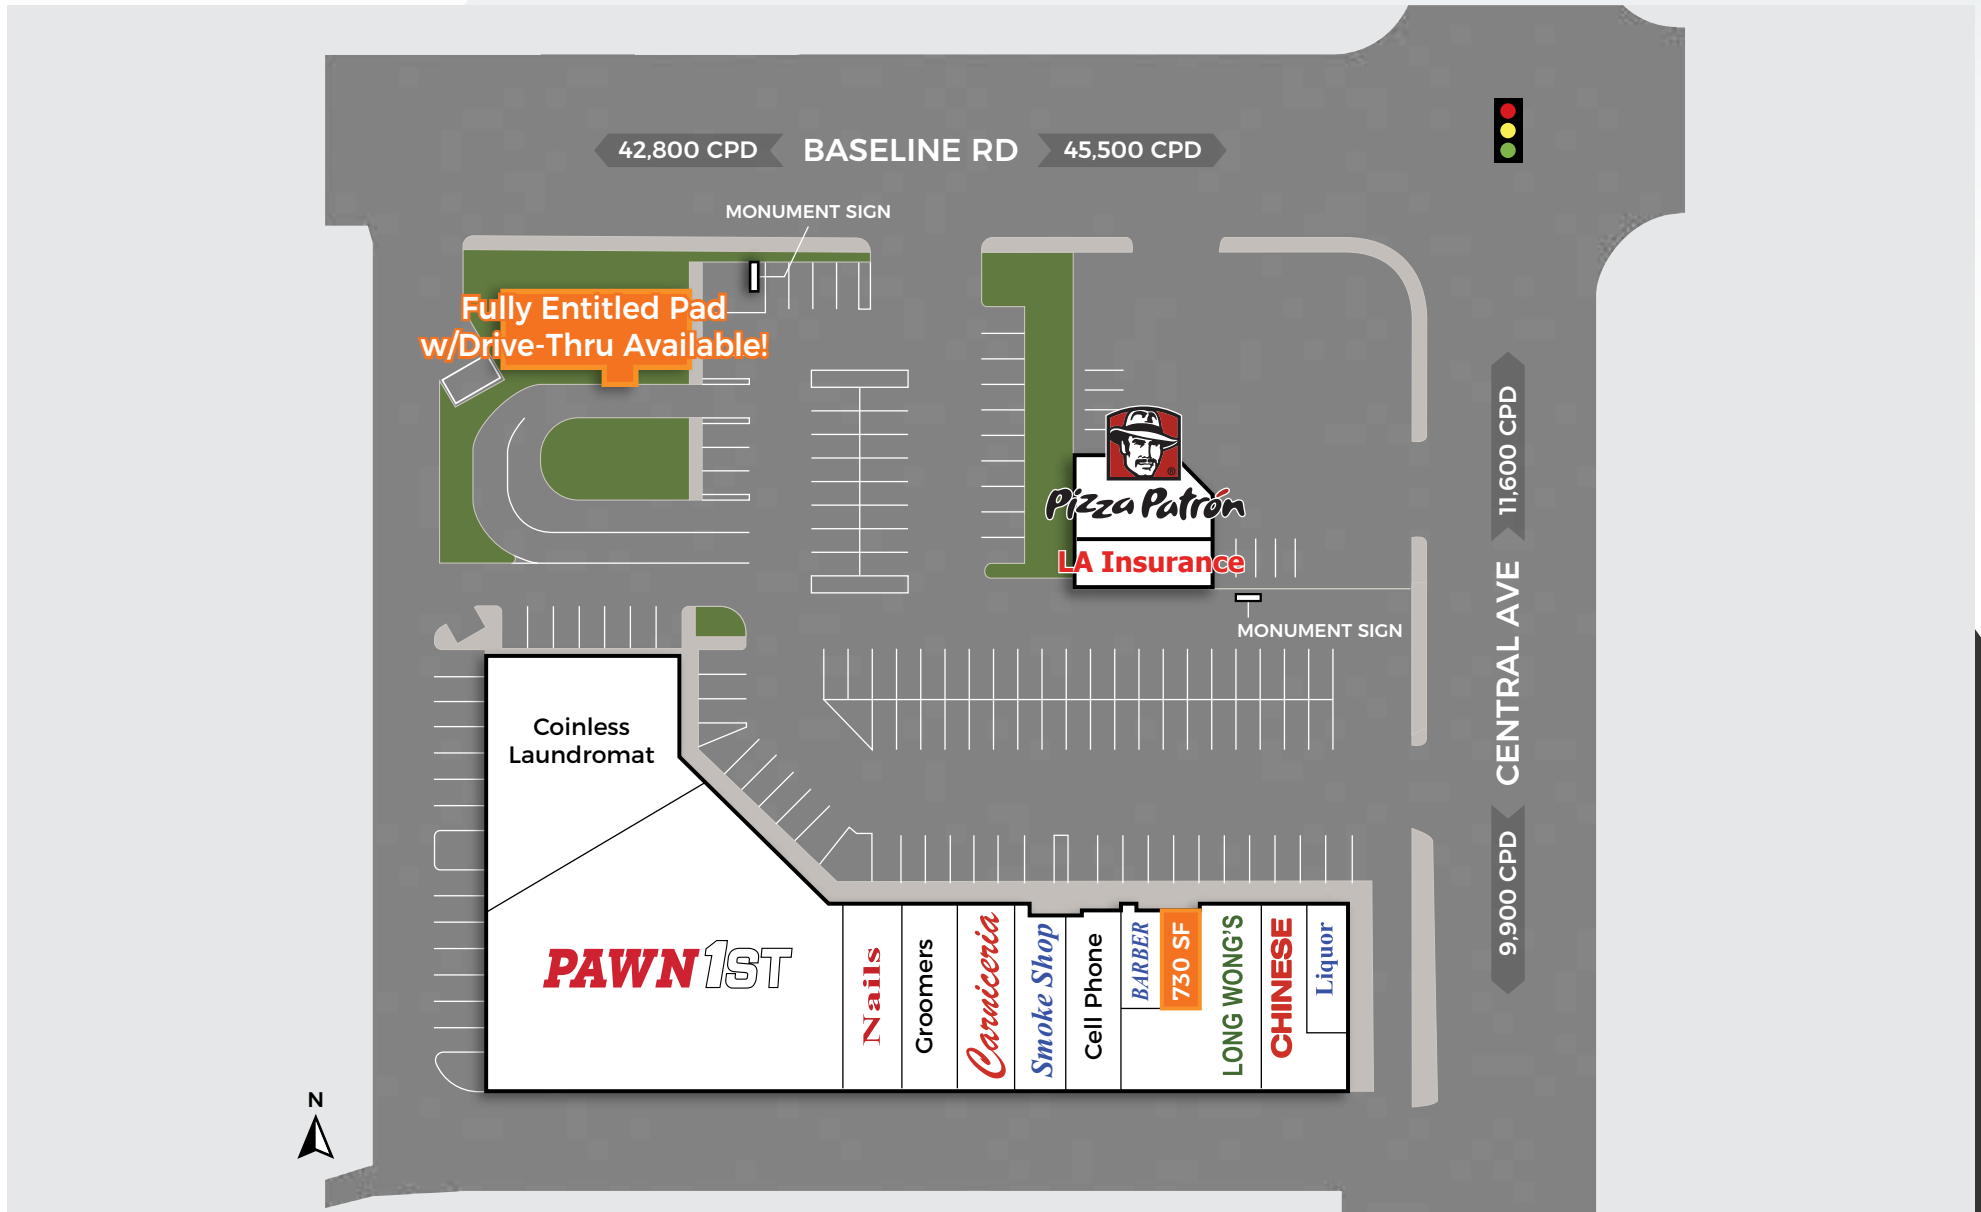 42,800 CPD BASELINE RD 45,500 CPD
MONUMENT SIGN
Fully Entitled Pad
w/Drive-Thru Available!
11,600 CPD
CENTRAL AVE
9,900 CPD
Pizza Patrón
®
LA Insurance
MONUMENT SIGN
Coinless
Laundromat
PAWN 1ST
Nails
Groomers
Carniceria
Smoke Shop
Cell Phone
BARBER
730 SF
LONG WONG'S
CHINESE
Liquor
N